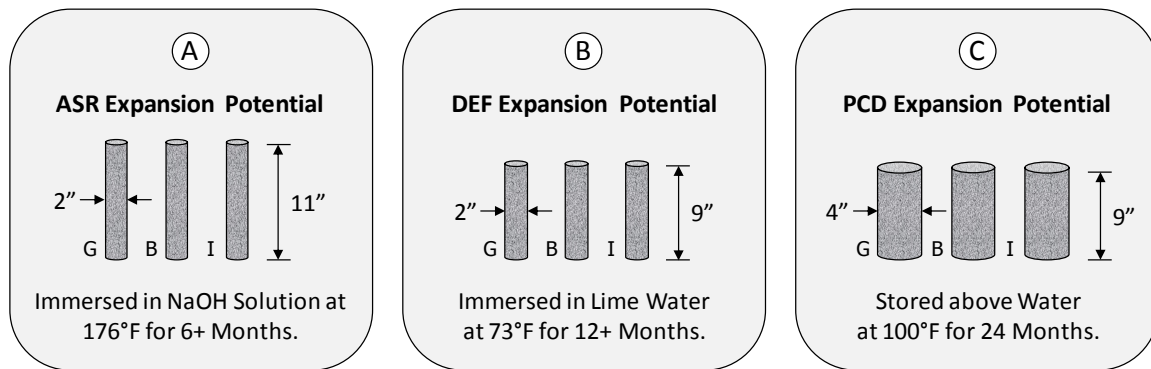 A
ASR Expansion Potential
2”
11”
G B I
Immersed in NaOH Solution at
176°F for 6+ Months.
B
DEF Expansion Potential
2”
9”
G B I
Immersed in Lime Water
at 73°F for 12+ Months.
C
PCD Expansion Potential
4”
9”
G B I
Stored above Water
at 100°F for 24 Months.